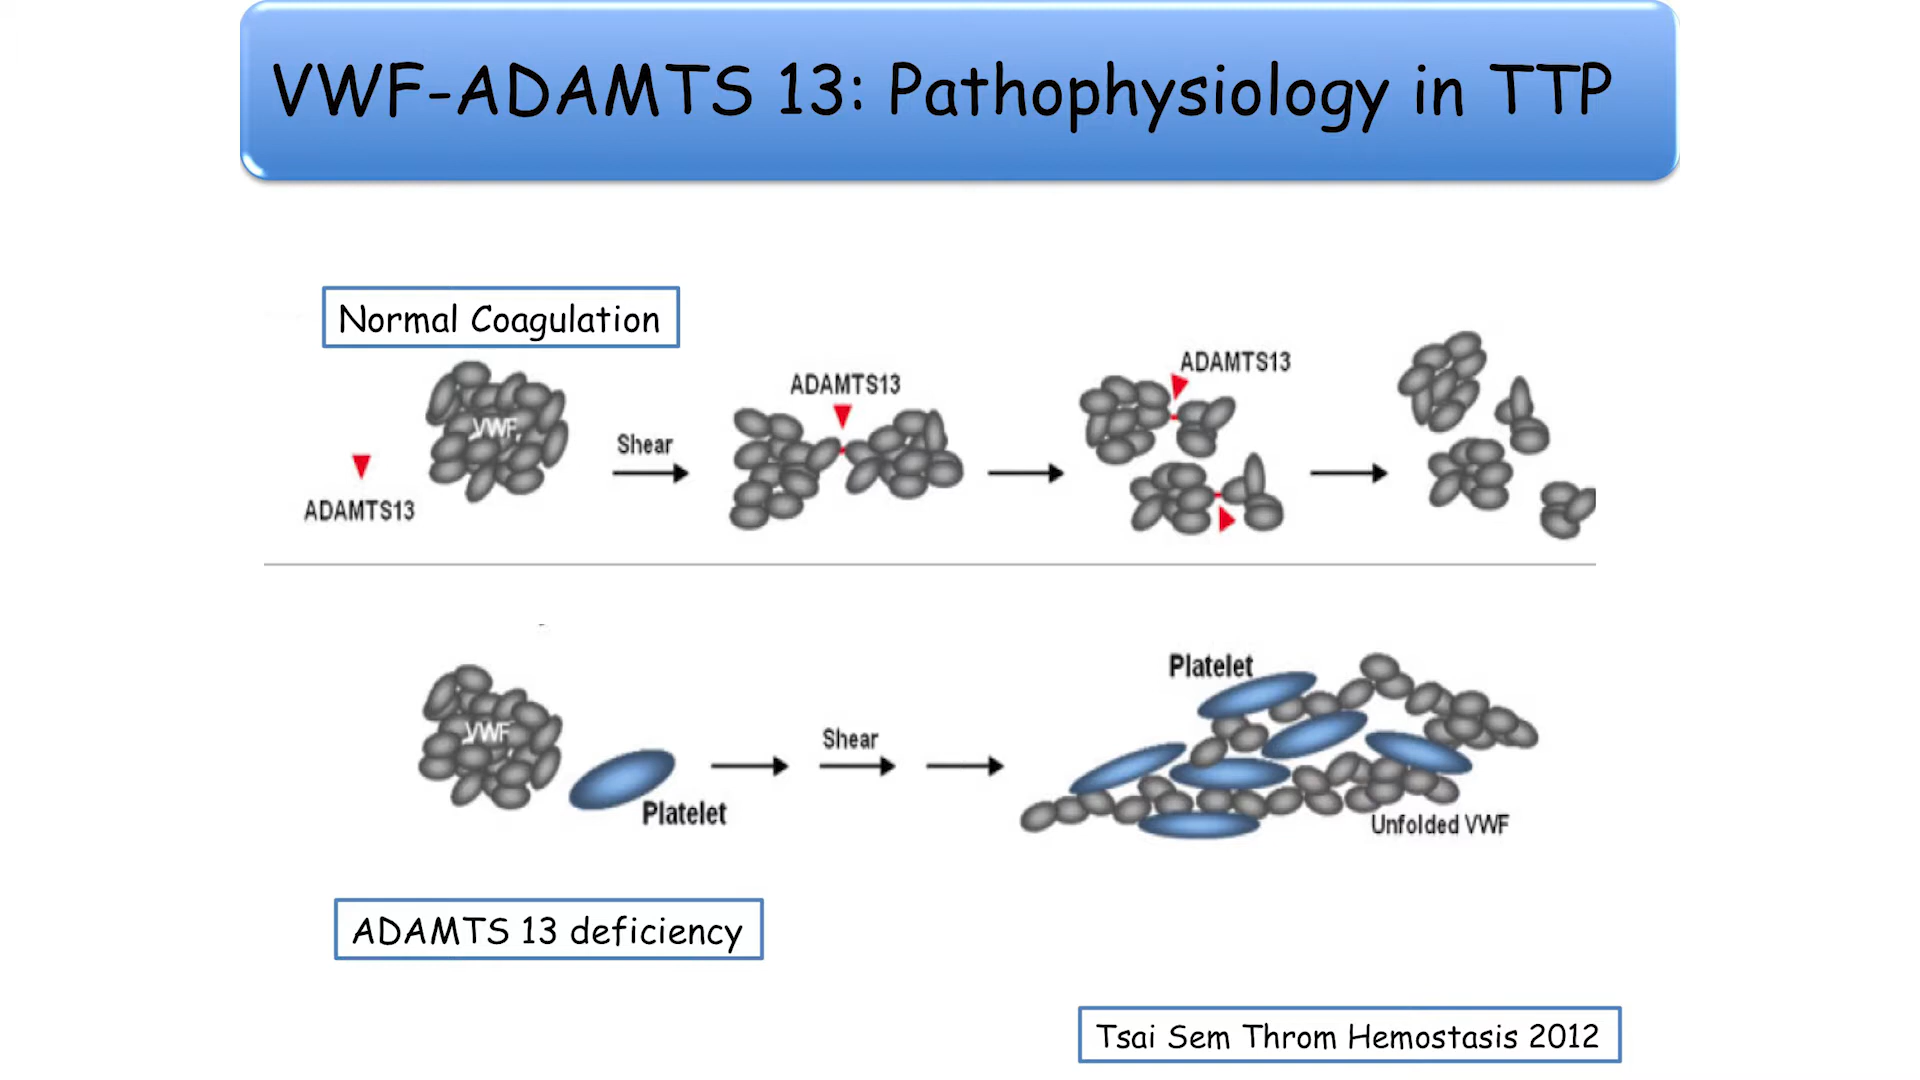 VWF-ADAMTS 13: Pathophysiology in TTP
Normal Coagulation
ADAMTS13
VWF
Shear
ADAMTS13
ADAMTS13
VWF
Platelet
Shear
Platelet
Unfolded VWF
ADAMTS 13 deficiency
Tsai Sem Throm Hemostasis 2012